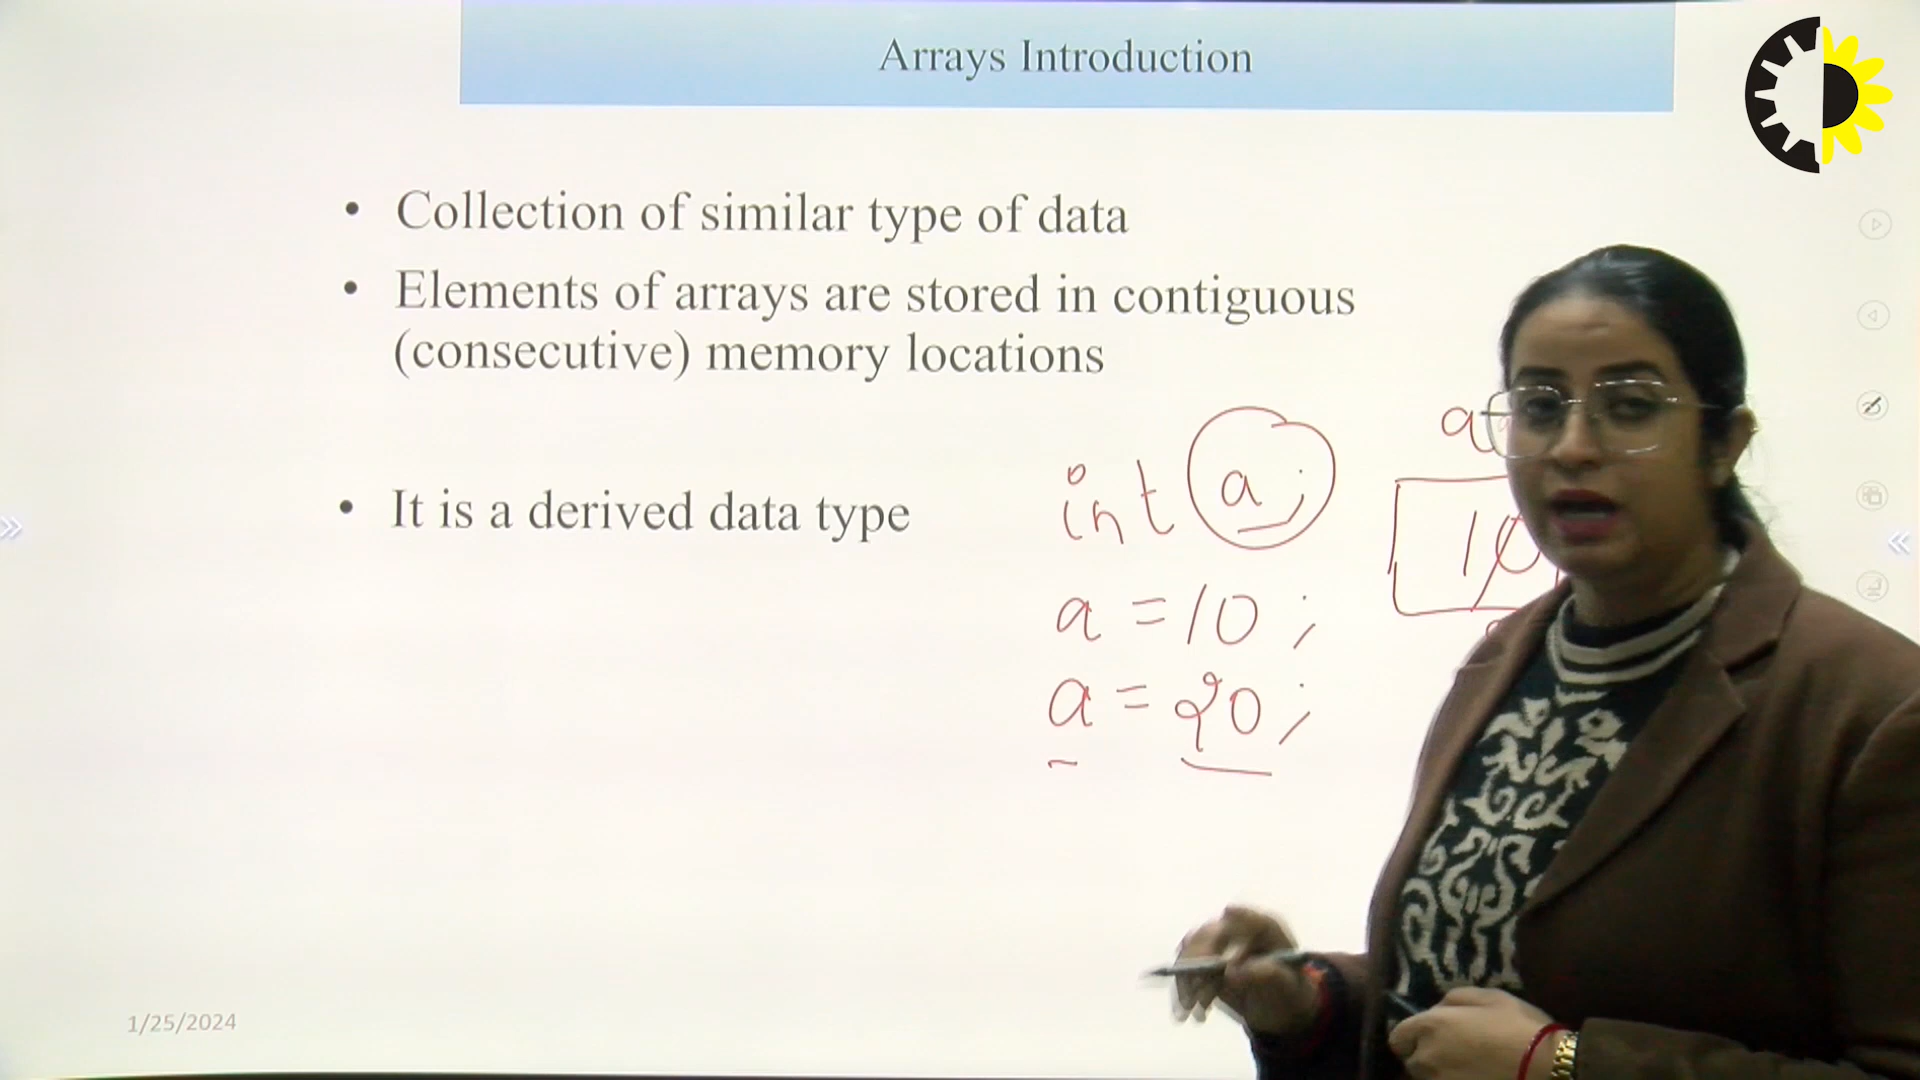 Arrays Introduction
• Collection of similar type of data
• Elements of arrays are stored in contiguous
(consecutive) memory locations
• It is a derived data type
int a;
a
10
a = 10;
a = 20;
1/25/2024